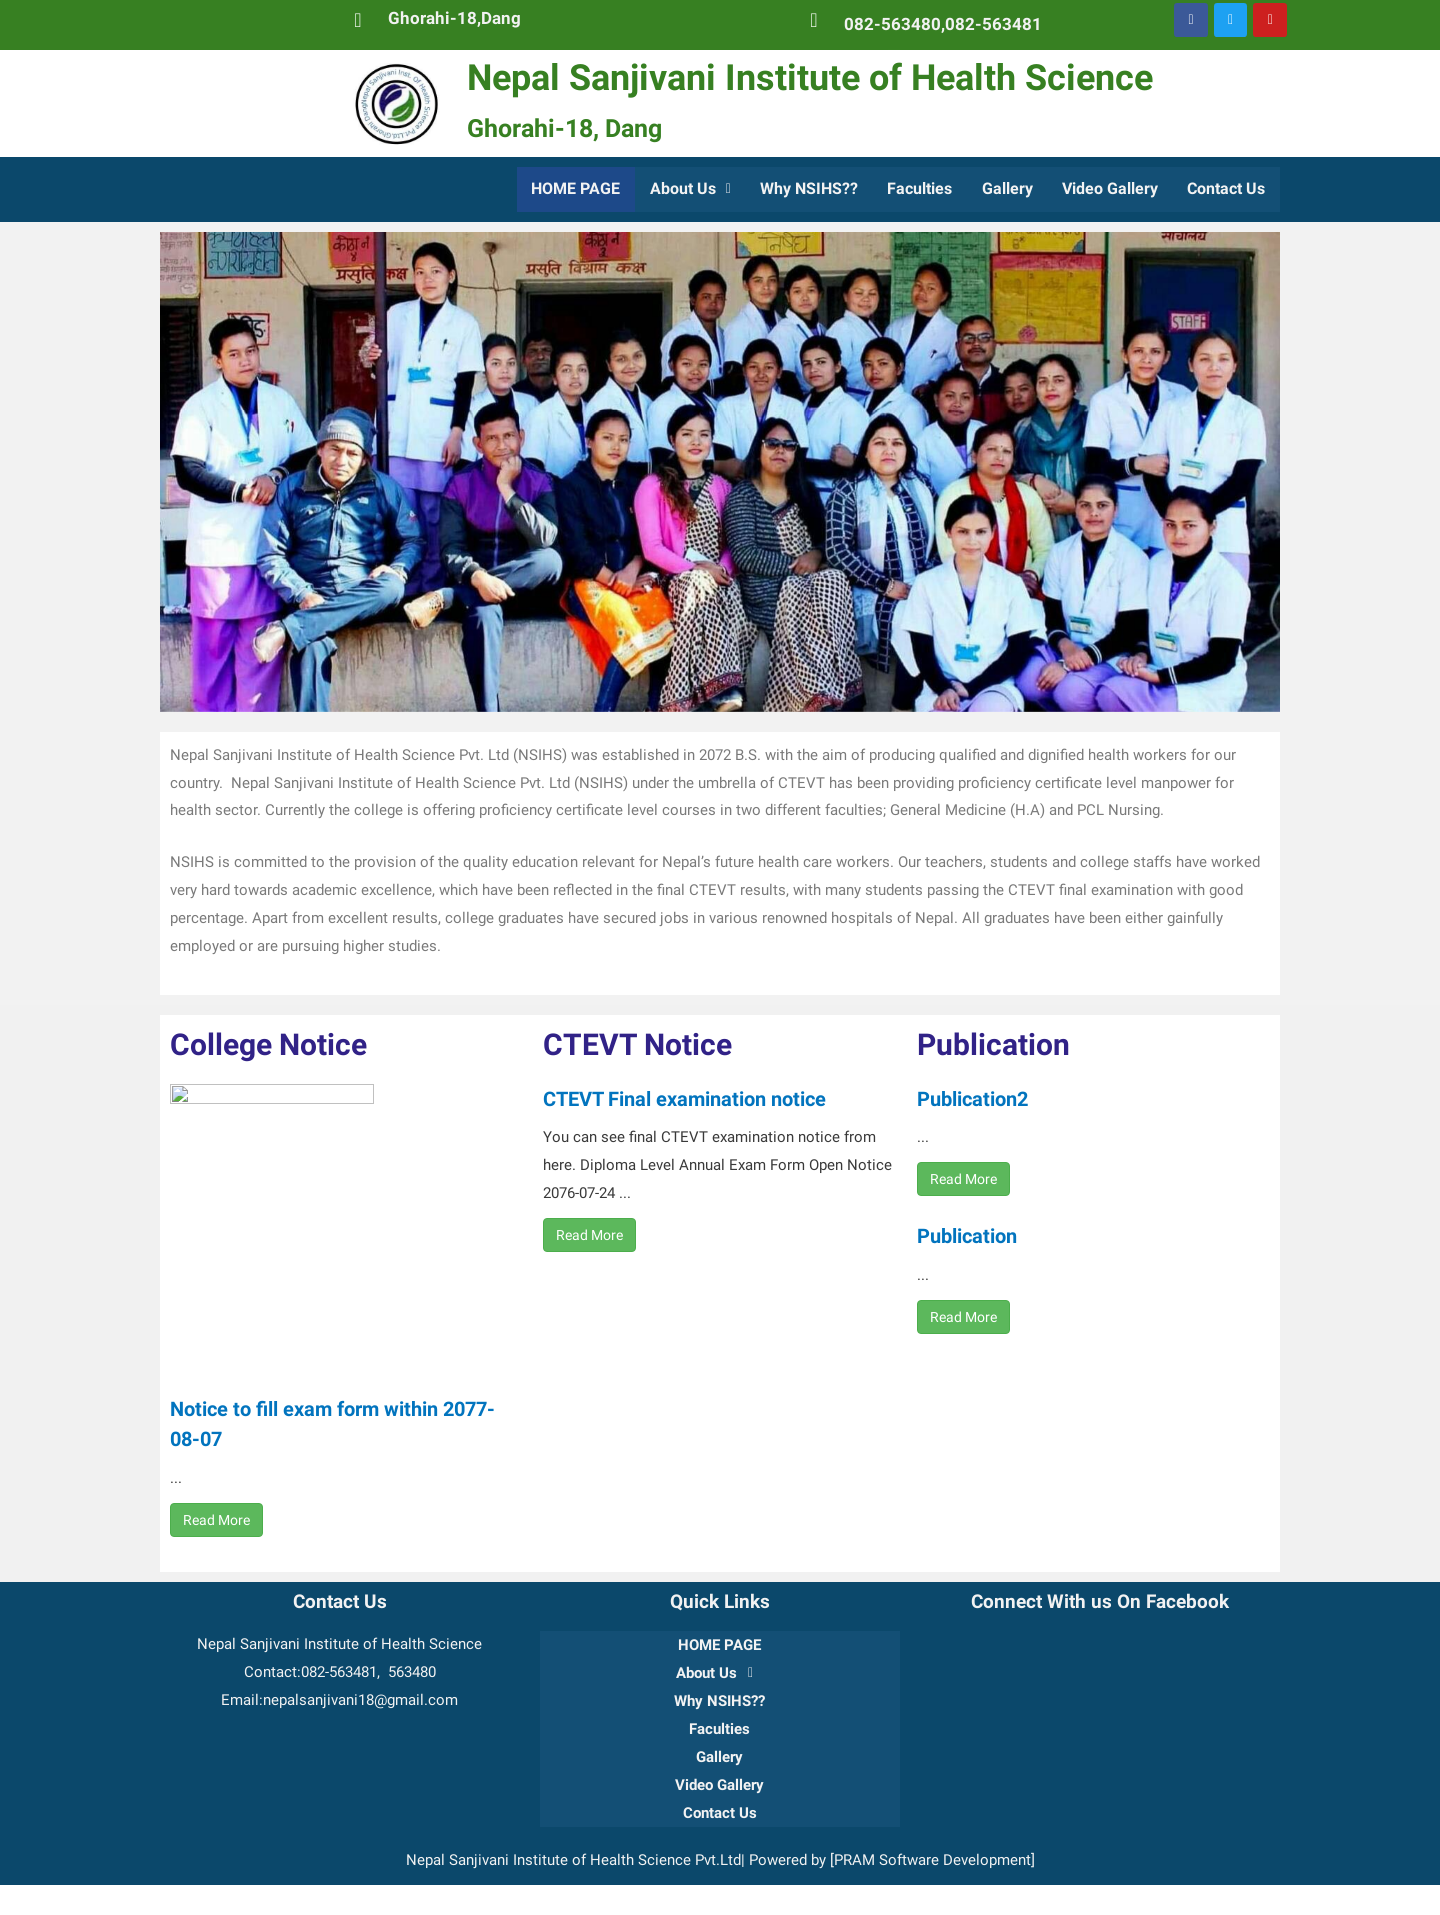 Ghorahi-18,Dang
082-563480,082-563481
Nepal Sanjivani Institute of Health Science
Ghorahi-18, Dang
HOME PAGE About Us Why NSIHS?? Faculties Gallery Video Gallery Contact Us
कोठा नं
४
प्रसुति कक्ष
कोठा नं
प्रसुति विश्राम कक्ष
STAFF
Nepal Sanjivani Institute of Health Science Pvt. Ltd (NSIHS) was established in 2072 B.S. with the aim of producing qualified and dignified health workers for our
country.  Nepal Sanjivani Institute of Health Science Pvt. Ltd (NSIHS) under the umbrella of CTEVT has been providing proficiency certificate level manpower for
health sector. Currently the college is offering proficiency certificate level courses in two different faculties; General Medicine (H.A) and PCL Nursing.
NSIHS is committed to the provision of the quality education relevant for Nepal’s future health care workers. Our teachers, students and college staffs have worked
very hard towards academic excellence, which have been reflected in the final CTEVT results, with many students passing the CTEVT final examination with good
percentage. Apart from excellent results, college graduates have secured jobs in various renowned hospitals of Nepal. All graduates have been either gainfully
employed or are pursuing higher studies.
College Notice
Notice to fill exam form within 2077-
08-07
...
Read More
CTEVT Notice
CTEVT Final examination notice
You can see final CTEVT examination notice from
here. Diploma Level Annual Exam Form Open Notice
2076-07-24 ...
Read More
Publication
Publication2
...
Read More
Publication
...
Read More
Contact Us
Nepal Sanjivani Institute of Health Science
Contact:082-563481,  563480
Email:nepalsanjivani18@gmail.com
Quick Links
HOME PAGE
About Us
Why NSIHS??
Faculties
Gallery
Video Gallery
Contact Us
Connect With us On Facebook
Nepal Sanjivani Institute of Health Science Pvt.Ltd| Powered by [PRAM Software Development]